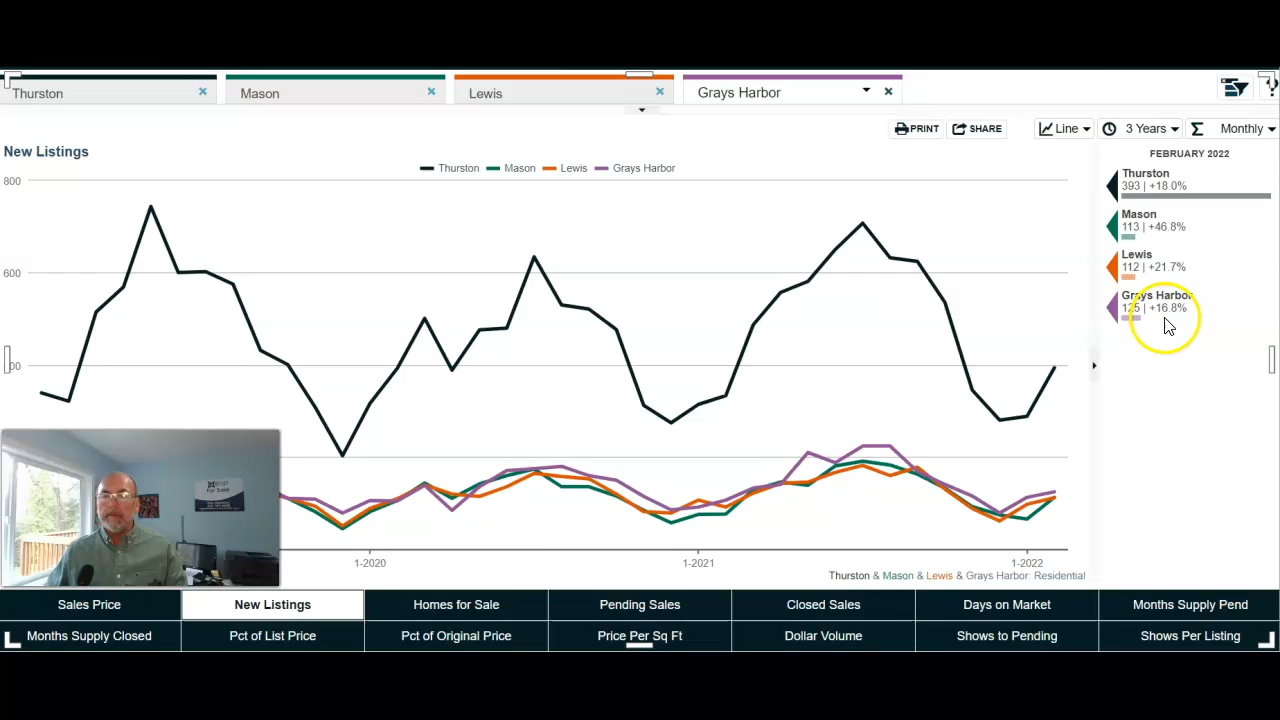 Thurston
Mason
Lewis
Grays Harbor
PRINT
SHARE
Line
3 Years
Monthly
New Listings
Thurston Mason Lewis Grays Harbor
FEBRUARY 2022
Thurston
393 | +18.0%
Mason
113 | +46.8%
Lewis
112 | +21.7%
Grays Harbor
125 | +16.8%
800
600
1-2020
1-2021
1-2022
Thurston & Mason & Lewis & Grays Harbor: Residential
For Sale
Sales Price
New Listings
Homes for Sale
Pending Sales
Closed Sales
Days on Market
Months Supply Pend
Months Supply Closed
Pct of List Price
Pct of Original Price
Price Per Sq Ft
Dollar Volume
Shows to Pending
Shows Per Listing